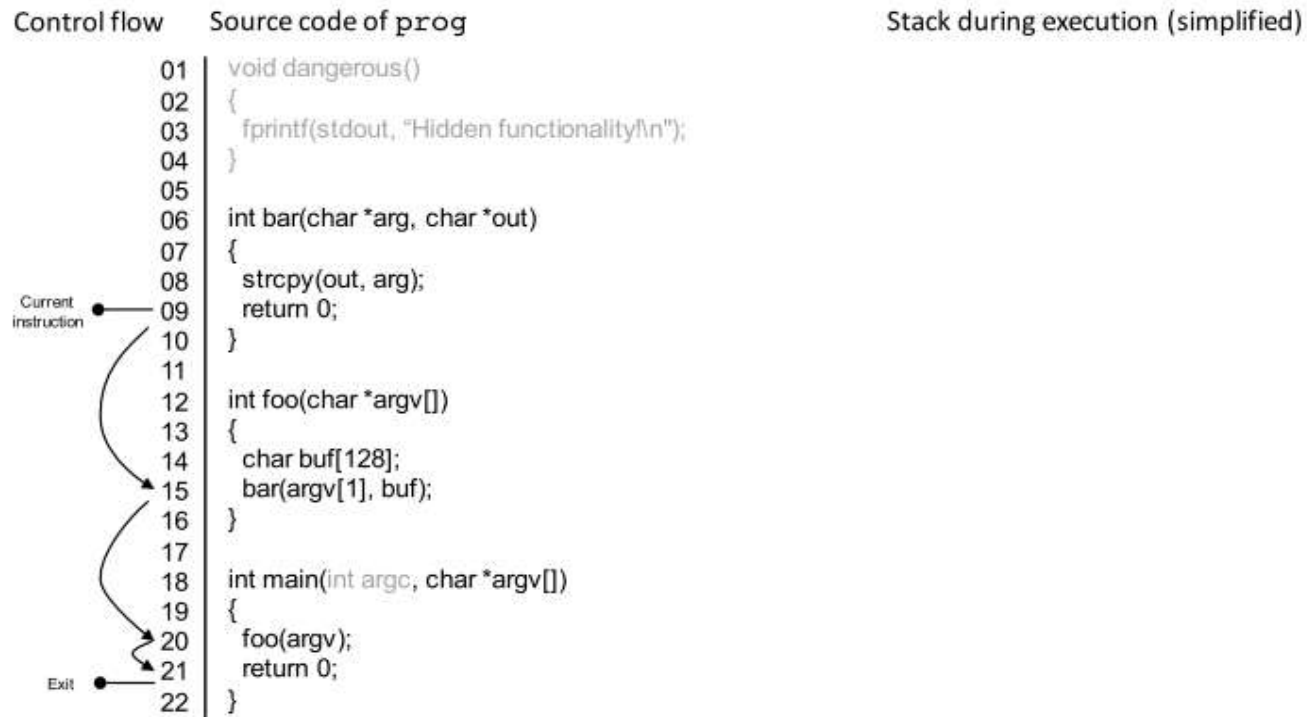 Control flow Source code of prog Stack during execution (simplified)
01 void dangerous()
02 {
03 fprintf(stdout, “Hidden functionality!\n");
04 }
05
06 int bar(char *arg, char *out)
07 {
08 strcpy(out, arg);
Current instruction 09 return 0;
10 }
11
12 int foo(char *argv[])
13 {
14 char buf[128];
15 bar(argv[1], buf);
16 }
17
18 int main(int argc, char *argv[])
19 {
20 foo(argv);
21 return 0;
Exit
22 }